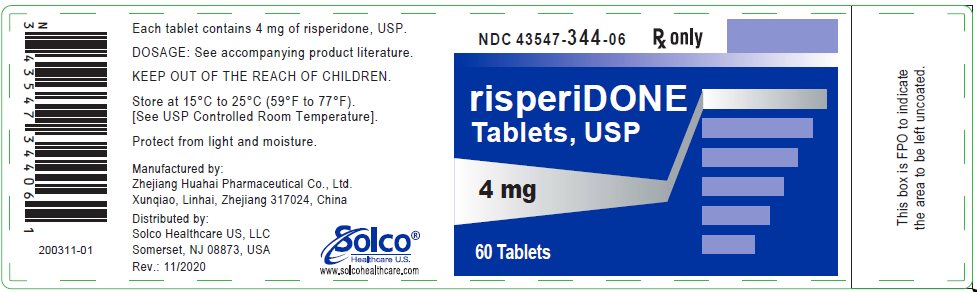 N
3 43547 34406 1
200311-01
Each tablet contains 4 mg of risperidone, USP.
DOSAGE: See accompanying product literature.
KEEP OUT OF THE REACH OF CHILDREN.
Store at 15°C to 25°C (59°F to 77°F).
[See USP Controlled Room Temperature].
Protect from light and moisture.
Manufactured by:
Zhejiang Huahai Pharmaceutical Co., Ltd.
Xunqiao, Linhai, Zhejiang 317024, China
Distributed by:
Solco Healthcare US, LLC
Somerset, NJ 08873, USA
Rev.: 11/2020
Solco®
Healthcare U.S.
www.solcohealthcare.com
NDC 43547-344-06 Rx only
risperiDONE
Tablets, USP
4 mg
60 Tablets
This box is FPO to indicate
the area to be left uncoated.